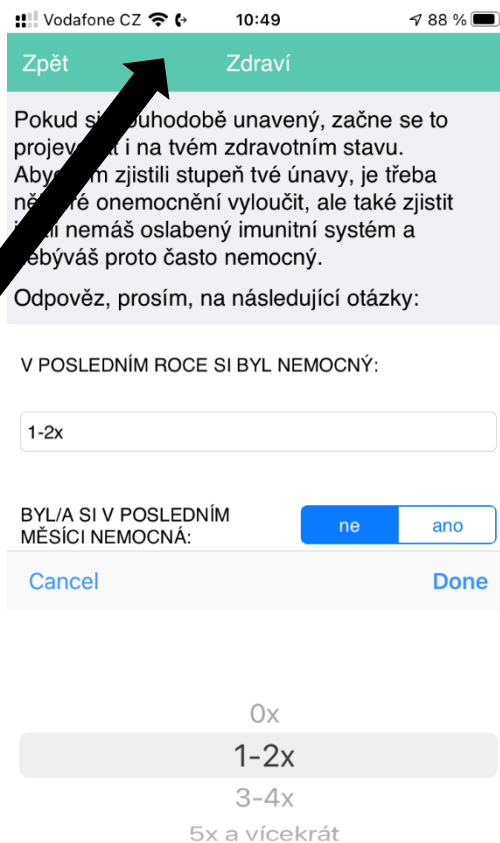 Vodafone CZ 10:49 88 %
Zpět Zdraví
Pokud si unavený, začne se to
i na tvém zdravotním stavu.
zjistili stupeň tvé únavy, je třeba
onemocnění vyloučit, ale také zjistit
nemáš oslabený imunitní systém a
proto často nemocný.
Odpověz, prosím, na následující otázky:
V POSLEDNÍM ROCE SI BYL NEMOCNÝ:
1-2x
BYL/A SI V POSLEDNÍM
MĚSÍCI NEMOCNÁ:
ne ano
Cancel Done
0x
1-2x
3-4x
5x a vícekrát